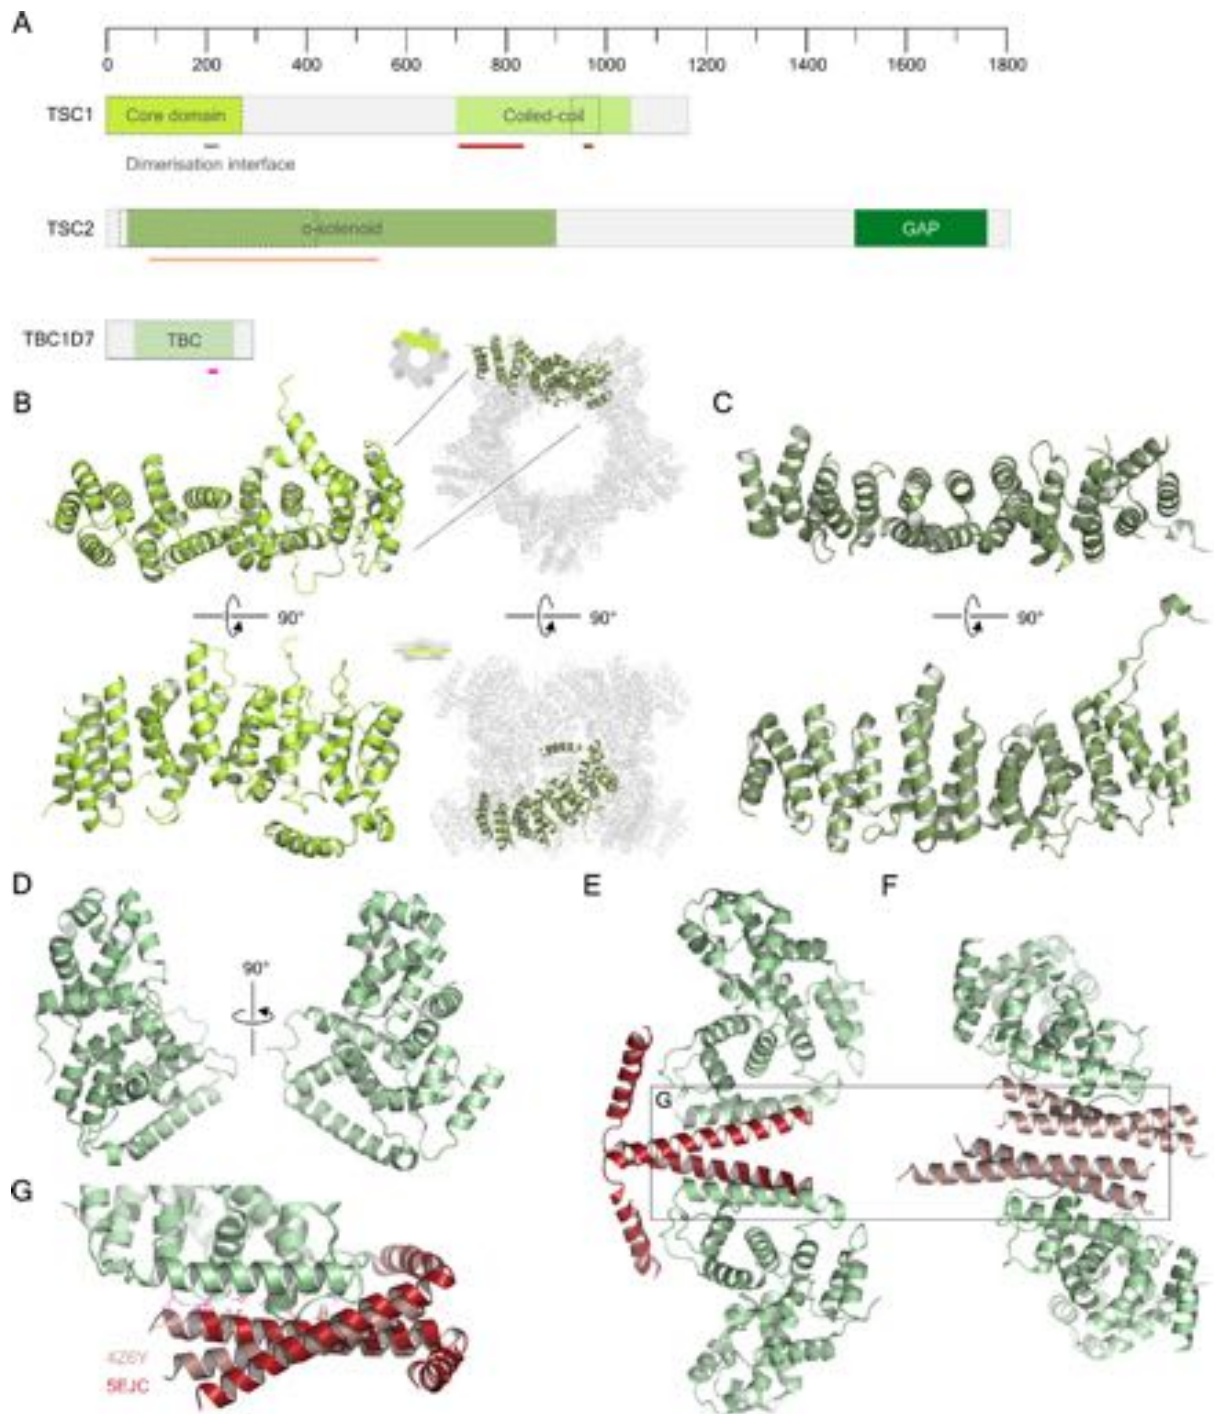 A
0 200 400 600 800 1000 1200 1400 1600 1800
TSC1 Core domain Coiled-coil
Dimerisation interface
TSC2 α-solenoid GAP
TBC1D7 TBC
B
C
90° 90° 90°
D
E
F
90°
G
G
4Z6Y
5EJC